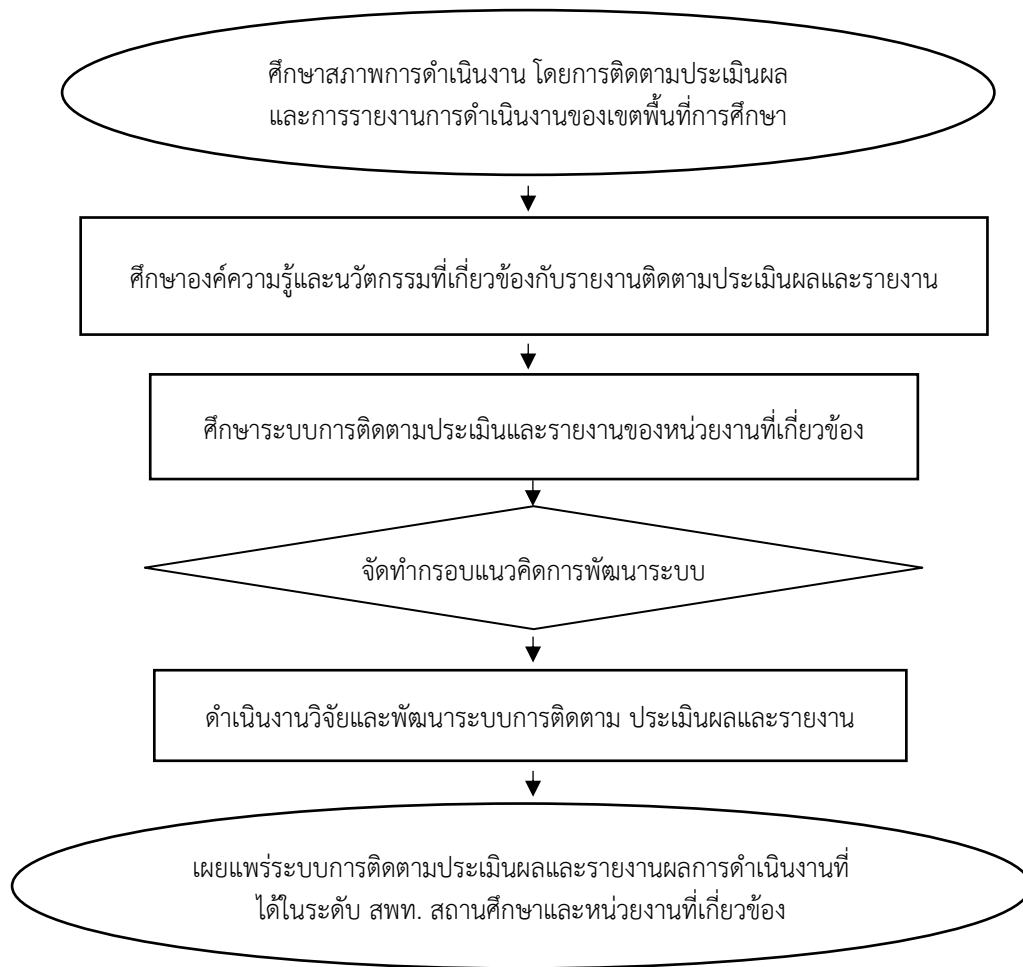 ศึกษาสภาพการดำเนินงาน โดยการติดตามประเมินผล
และการรายงานการดำเนินงานของเขตพื้นที่การศึกษา
ศึกษาองค์ความรู้และนวัตกรรมที่เกี่ยวข้องกับรายงานติดตามประเมินผลและรายงาน
ศึกษาระบบการติดตามประเมินและรายงานของหน่วยงานที่เกี่ยวข้อง
จัดทำกรอบแนวคิดการพัฒนาระบบ
ดำเนินงานวิจัยและพัฒนาระบบการติดตาม ประเมินผลและรายงาน
เผยแพร่ระบบการติดตามประเมินผลและรายงานผลการดำเนินงานที่
ได้ในระดับ สพท. สถานศึกษาและหน่วยงานที่เกี่ยวข้อง